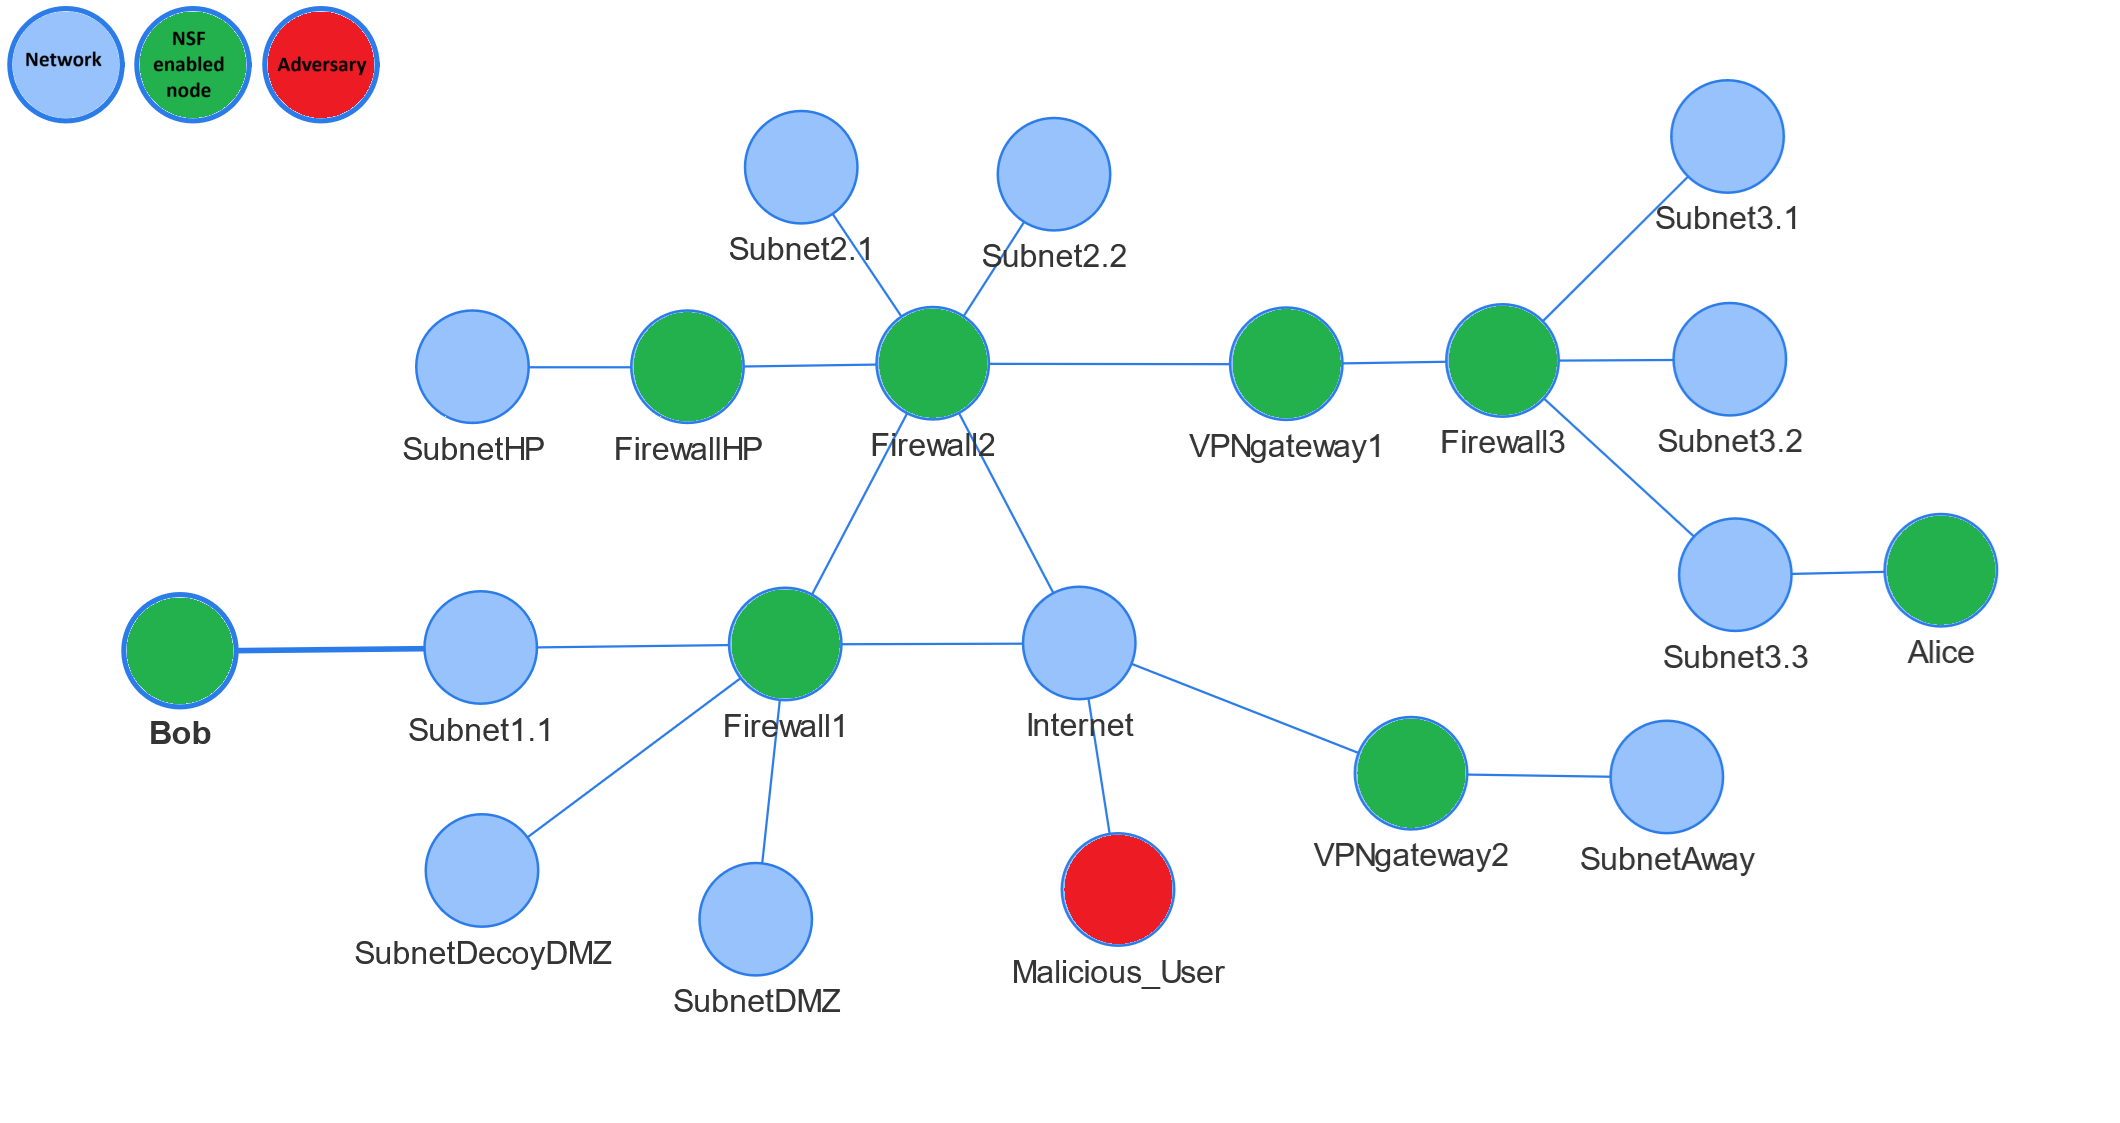 Network
NSF
enabled
node
Adversary
Subnet3.1
Subnet2.1
Subnet2.2
SubnetHP
FirewallHP
Firewall2
VPNgateway1
Firewall3
Subnet3.2
Bob
Subnet1.1
Firewall1
Internet
Subnet3.3
Alice
SubnetDecoyDMZ
SubnetDMZ
Malicious_User
VPNgateway2
SubnetAway